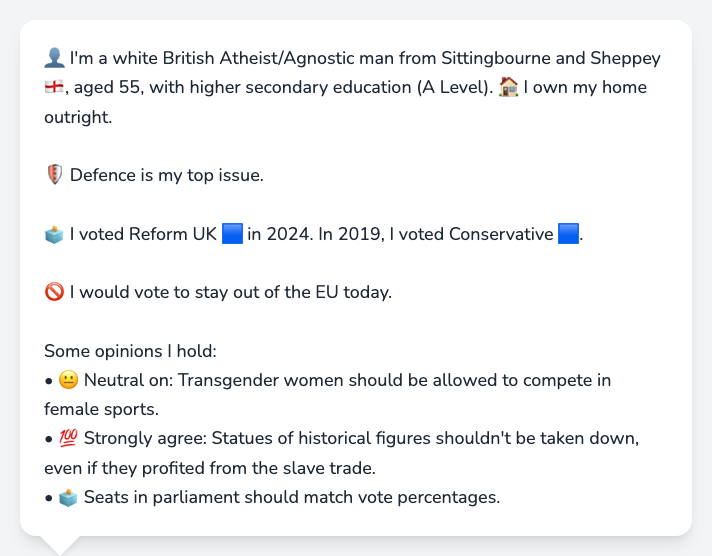 👤 I'm a white British Atheist/Agnostic man from Sittingbourne and Sheppey
🏴󠁧󠁢󠁥󠁮󠁧󠁿, aged 55, with higher secondary education (A Level). 🏠 I own my home
outright.
🛡️ Defence is my top issue.
🗳️ I voted Reform UK 🟦 in 2024. In 2019, I voted Conservative 🟦.
🚫 I would vote to stay out of the EU today.
Some opinions I hold:
• 😐 Neutral on: Transgender women should be allowed to compete in
female sports.
• 💯 Strongly agree: Statues of historical figures shouldn't be taken down,
even if they profited from the slave trade.
• 🗳️ Seats in parliament should match vote percentages.